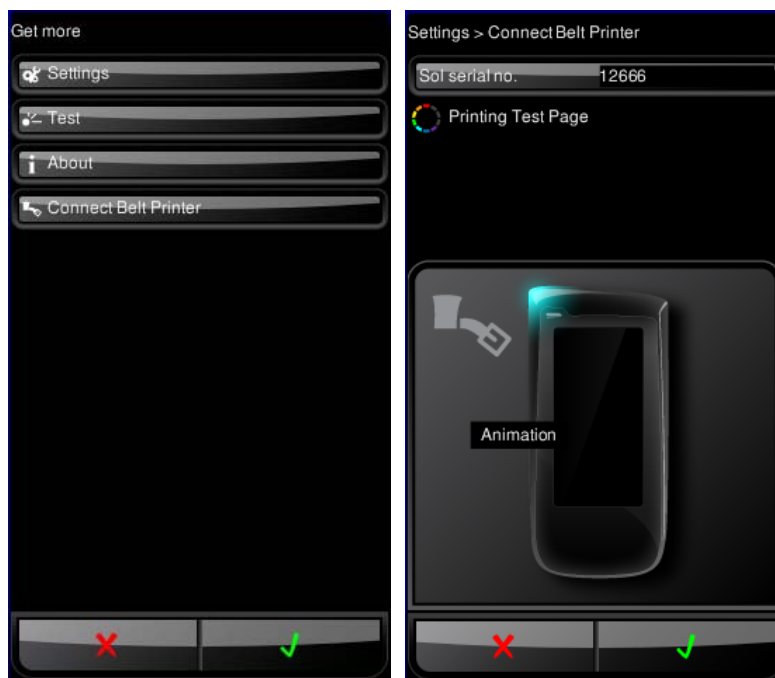 Get more
Settings
Test
About
Connect Belt Printer
Settings > Connect Belt Printer
Sol serial no. 12666
Printing Test Page
Animation